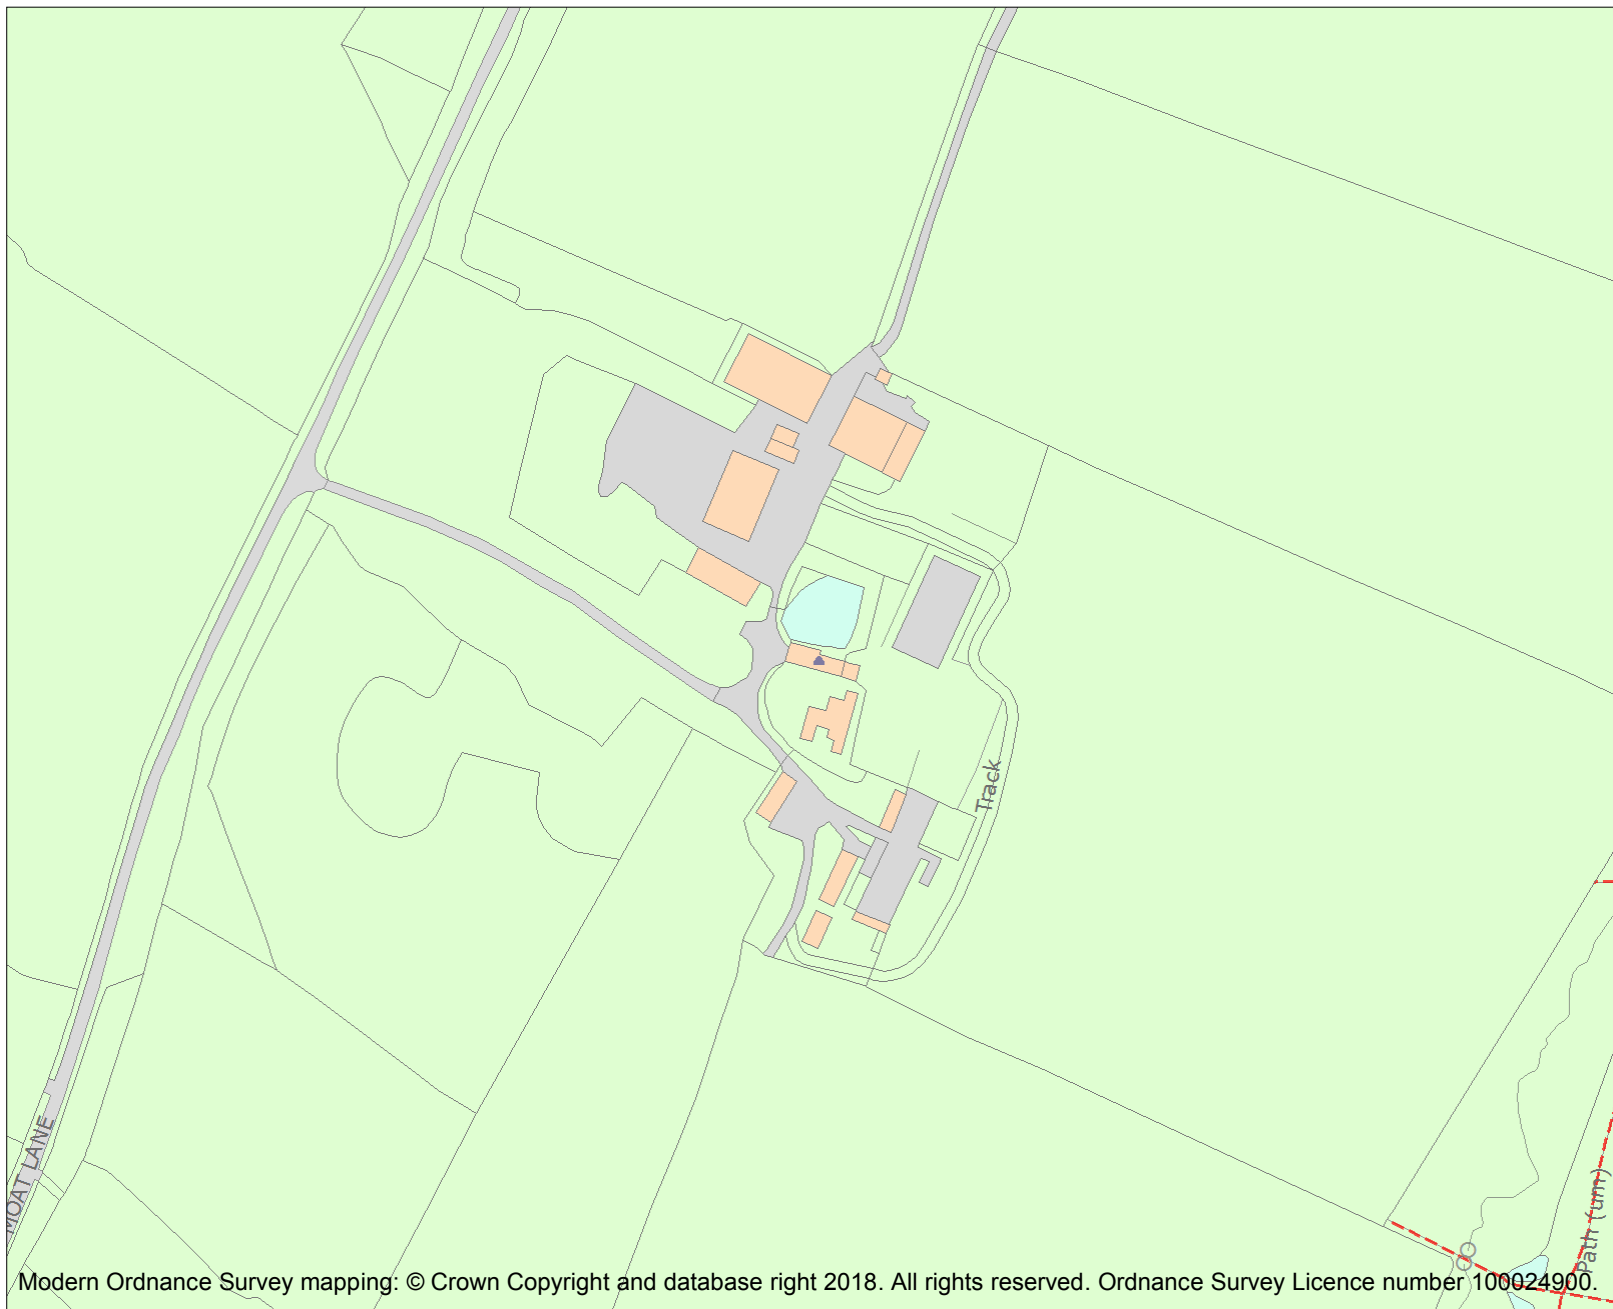 Track
MOAT LANE
Path (um)
Modern Ordnance Survey mapping: © Crown Copyright and database right 2018. All rights reserved. Ordnance Survey Licence number 100024900.